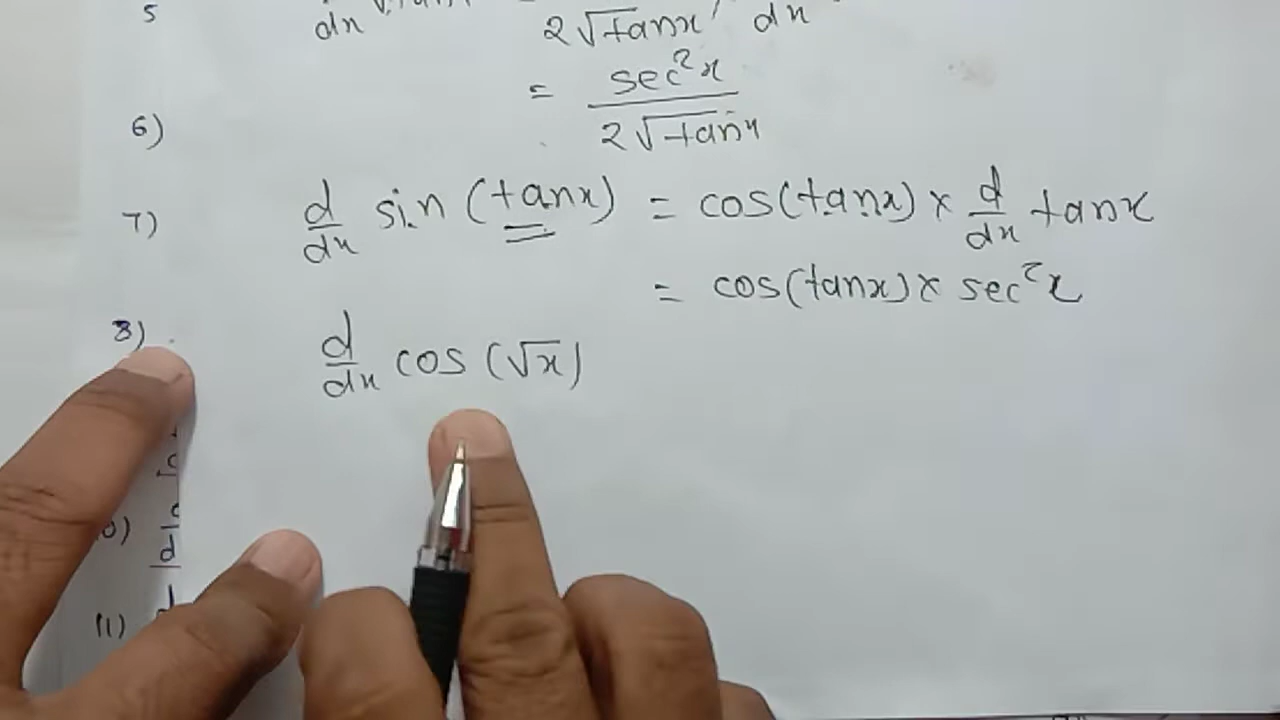 5 d/dx 2√tanx d/dx
= sec²x / 2√tanx
6)
7) d/dx sin (tanx) = cos(tanx) × d/dx tanx
= cos(tanx) × sec²x
8) d/dx cos (√x)
11)